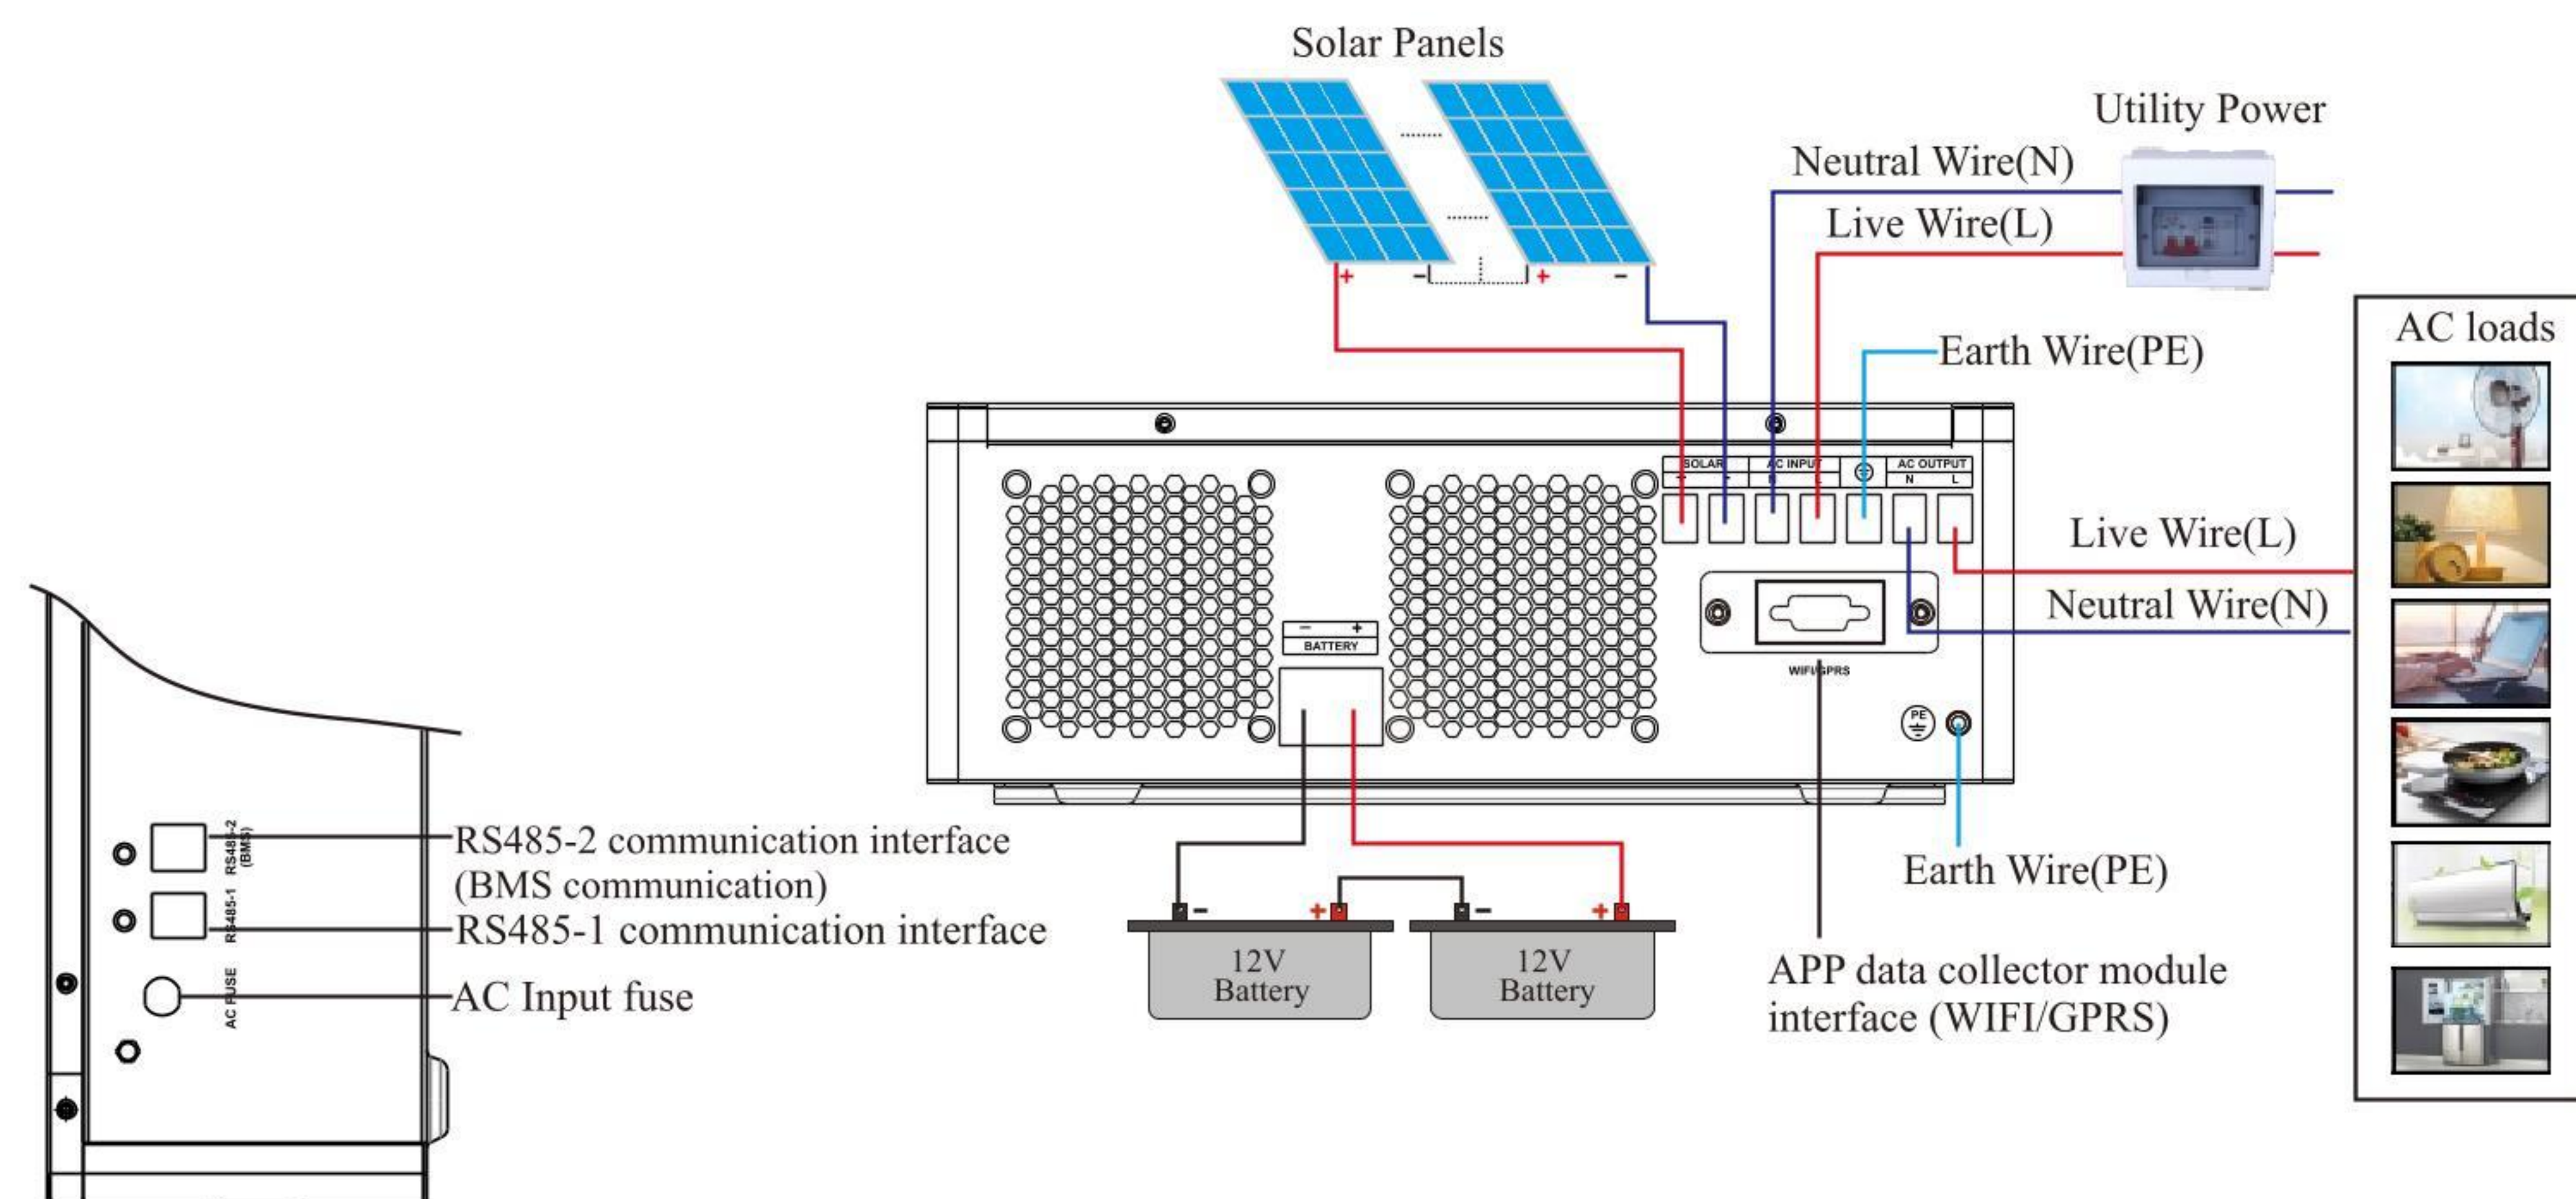 Solar Panels
Utility Power
Neutral Wire(N)
Live Wire(L)
+ − + −
Earth Wire(PE)
AC loads
SOLAR AC INPUT AC OUTPUT
+ - N L N L
Live Wire(L)
Neutral Wire(N)
− +
BATTERY
WIFI/GPRS
PE
Earth Wire(PE)
RS485-2
(BMS)
RS485-1
AC FUSE
RS485-2 communication interface
(BMS communication)
RS485-1 communication interface
AC Input fuse
− + − +
12V
Battery
12V
Battery
APP data collector module
interface (WIFI/GPRS)